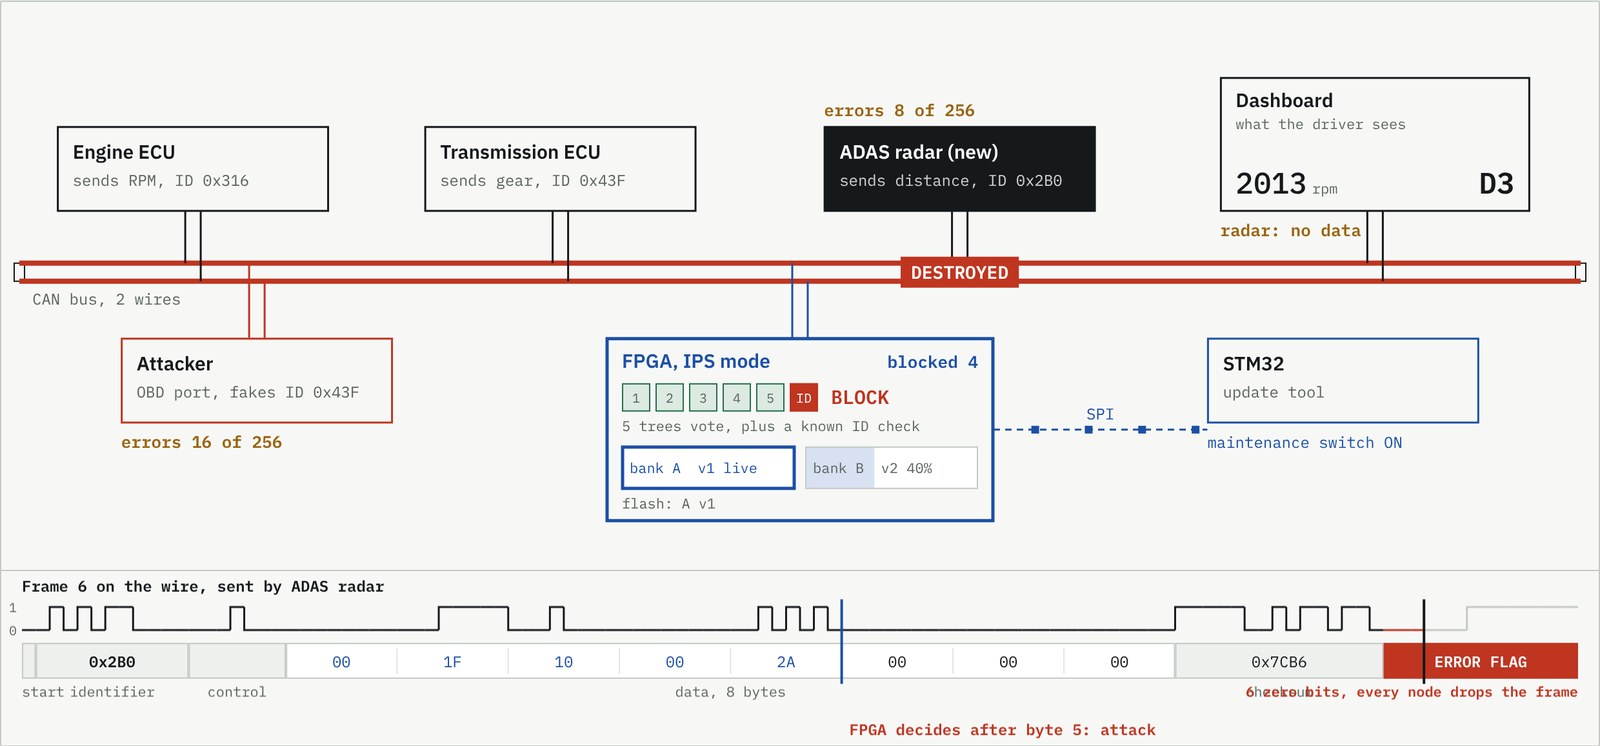 errors 8 of 256
Dashboard
what the driver sees
2013 rpm
D3
radar: no data
Engine ECU
sends RPM, ID 0x316
Transmission ECU
sends gear, ID 0x43F
ADAS radar (new)
sends distance, ID 0x2B0
DESTROYED
CAN bus, 2 wires
Attacker
OBD port, fakes ID 0x43F
errors 16 of 256
FPGA, IPS mode
blocked 4
1 2 3 4 5 ID BLOCK
5 trees vote, plus a known ID check
bank A v1 live
bank B v2 40%
flash: A v1
SPI
STM32
update tool
maintenance switch ON
Frame 6 on the wire, sent by ADAS radar
1
0
0x2B0 00 1F 10 00 2A 00 00 00 0x7CB6 ERROR FLAG
start identifier control data, 8 bytes
6 zero bits, every node drops the frame
FPGA decides after byte 5: attack